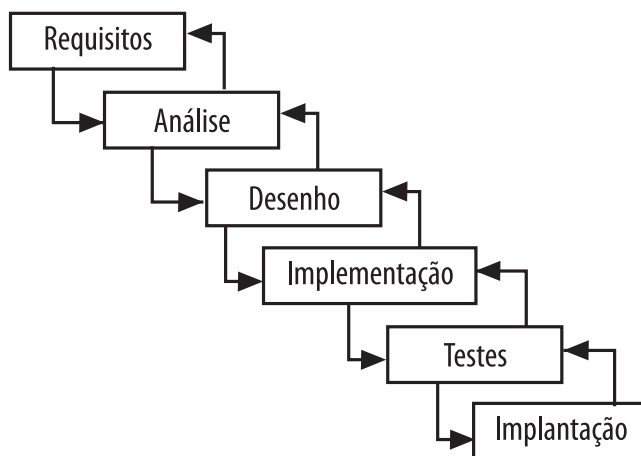 Requisitos
Análise
Desenho
Implementação
Testes
Implantação